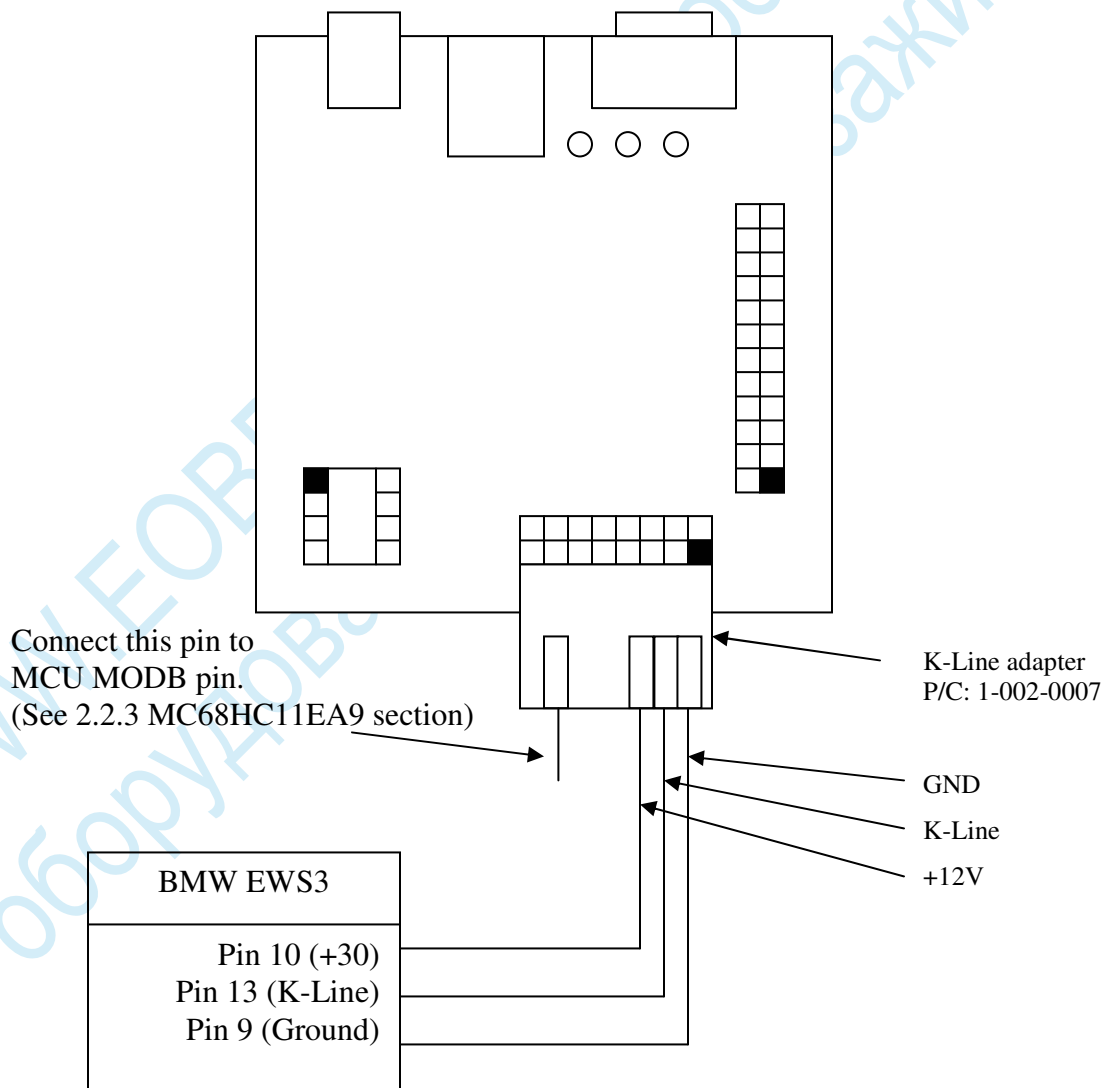 Connect this pin to
MCU MODB pin.
(See 2.2.3 MC68HC11EA9 section)
K-Line adapter
P/C: 1-002-0007
GND
K-Line
+12V
BMW EWS3
Pin 10 (+30)
Pin 13 (K-Line)
Pin 9 (Ground)